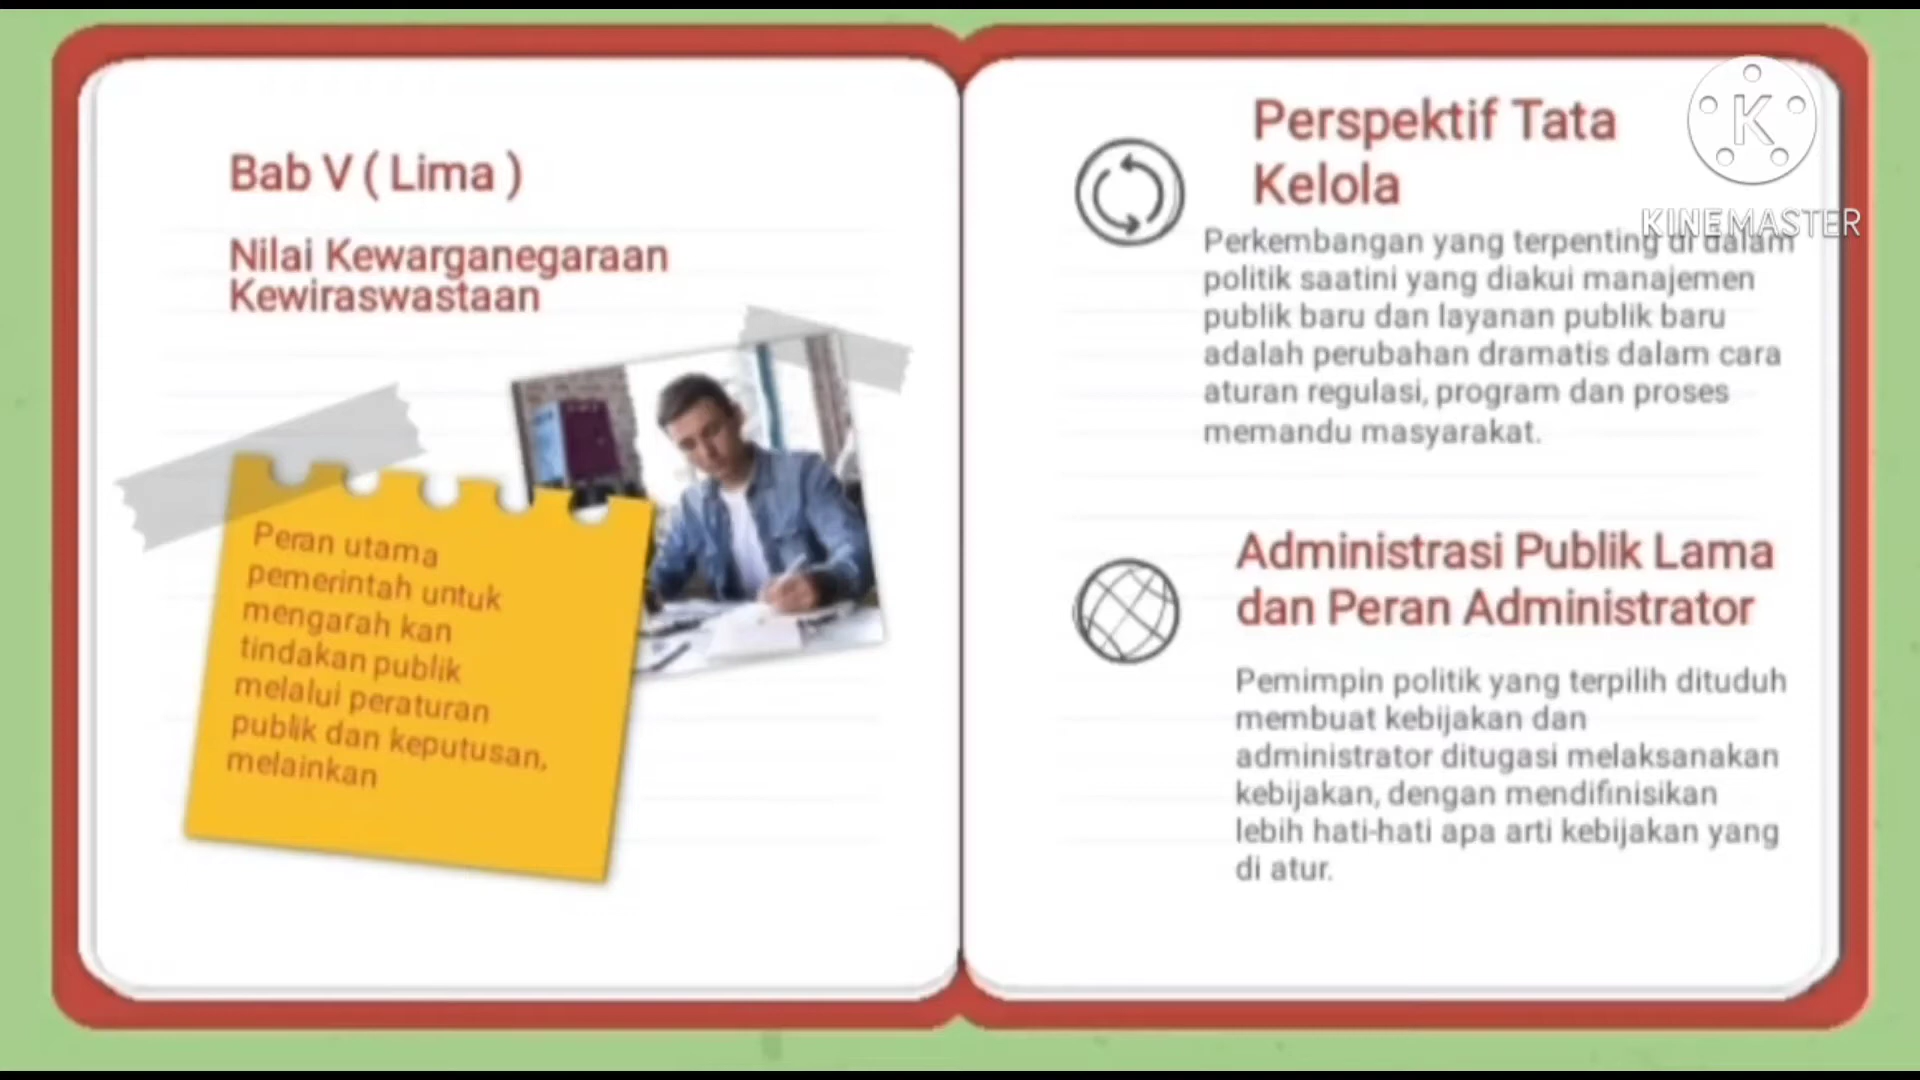 Bab V ( Lima )
Nilai Kewarganegaraan
Kewiraswastaan
Peran utama
pemerintah untuk
mengarah kan
tindakan publik
melalui peraturan
publik dan keputusan,
melainkan
Perspektif Tata
Kelola
Perkembangan yang terpenting di dalam
politik saatini yang diakui manajemen
publik baru dan layanan publik baru
adalah perubahan dramatis dalam cara
aturan regulasi, program dan proses
memandu masyarakat.
Administrasi Publik Lama
dan Peran Administrator
Pemimpin politik yang terpilih dituduh
membuat kebijakan dan
administrator ditugasi melaksanakan
kebijakan, dengan mendifinisikan
lebih hati-hati apa arti kebijakan yang
di atur.
K
KINEMASTER